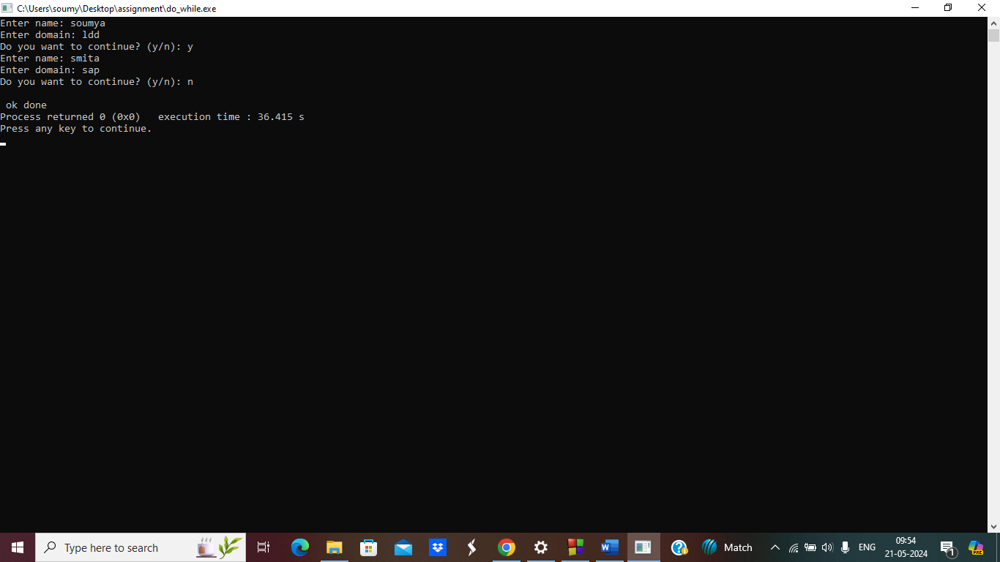 C:\Users\soumy\Desktop\assignment\do_while.exe
Enter name: soumya
Enter domain: ldd
Do you want to continue? (y/n): y
Enter name: smita
Enter domain: sap
Do you want to continue? (y/n): n
ok done
Process returned 0 (0x0)   execution time : 36.415 s
Press any key to continue.
Type here to search
Match
ENG
09:54
21-05-2024
1
PRE